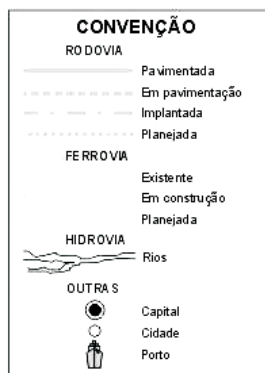 CONVENÇÃO
RODOVIA
Pavimentada
Em pavimentação
Implantada
Planejada
FERROVIA
Existente
Em construção
Planejada
HIDROVIA
Rios
OUTRAS
Capital
Cidade
Porto